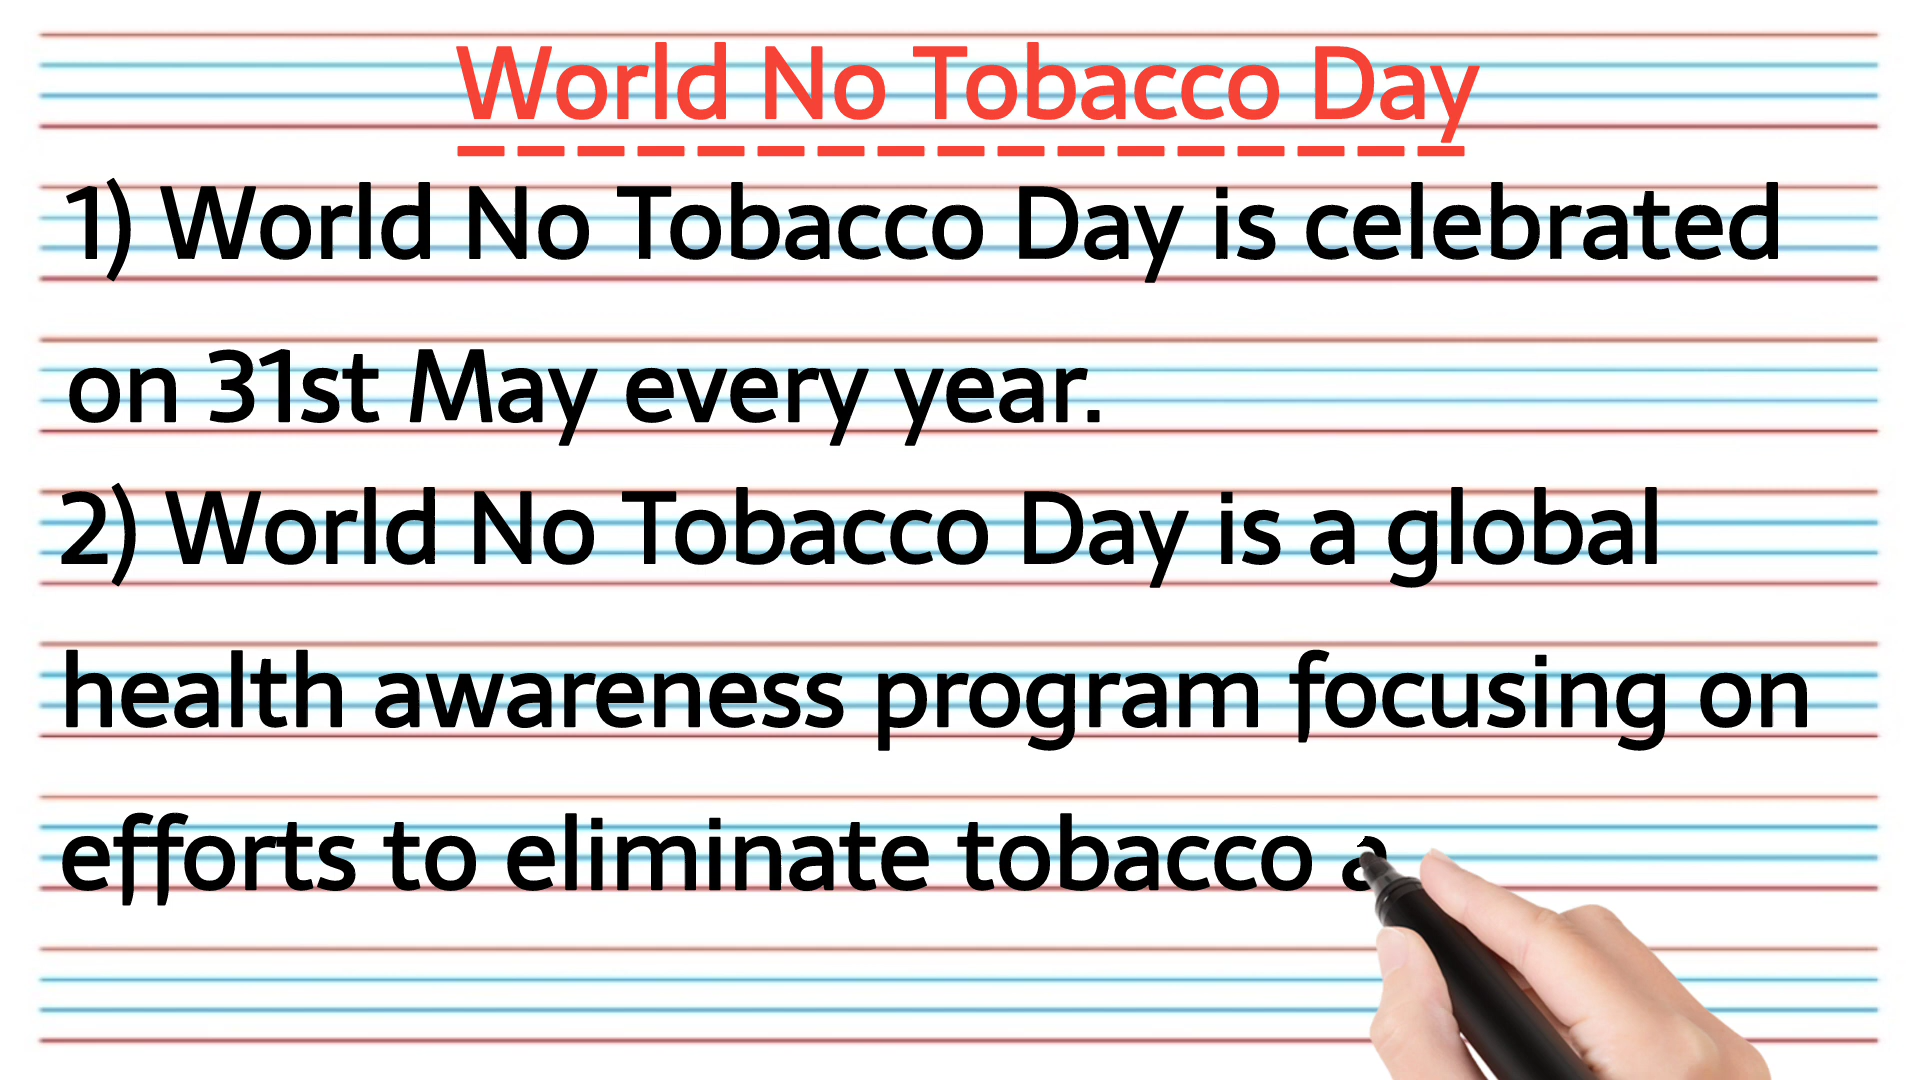 World No Tobacco Day
1) World No Tobacco Day is celebrated
on 31st May every year.
2) World No Tobacco Day is a global
health awareness program focusing on
efforts to eliminate tobacco a